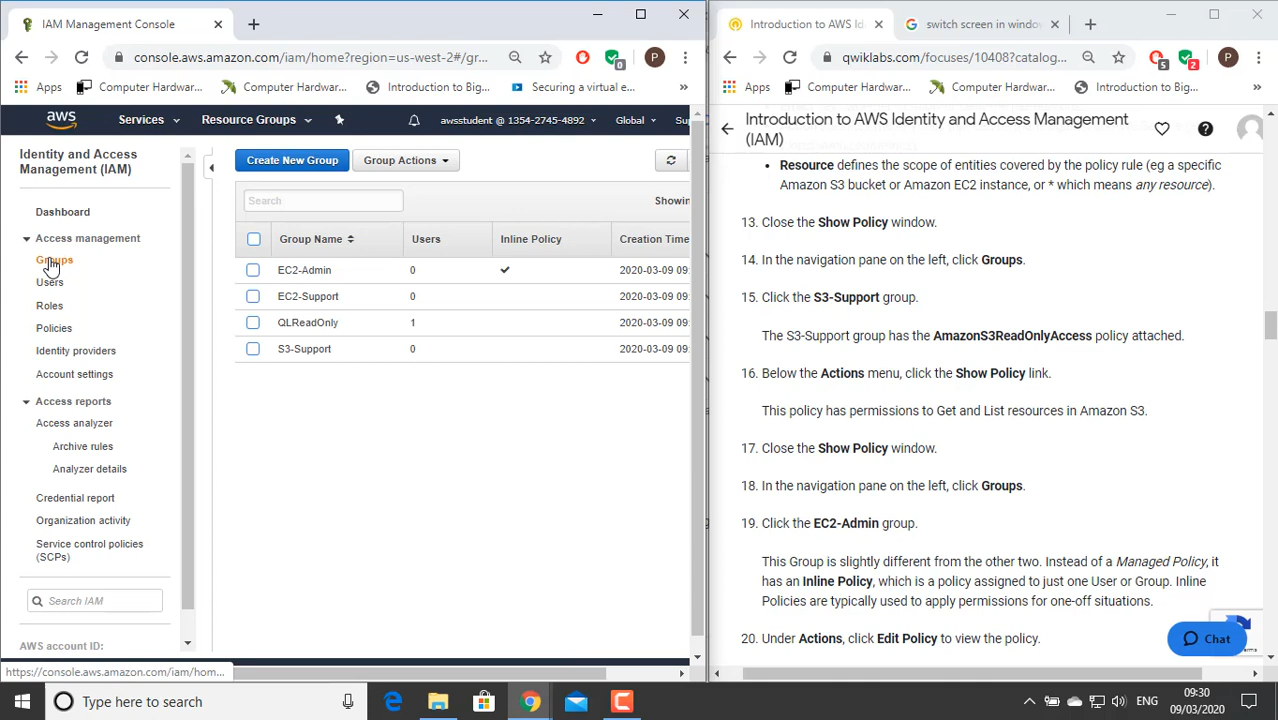 IAM Management Console
console.aws.amazon.com/iam/home?region=us-west-2#/gr...
0
P
Apps
Computer Hardwar...
Computer Hardwar...
Introduction to Big...
Securing a virtual e...
»
aws
Services
Resource Groups
awsstudent @ 1354-2745-4892
Global
Sup
Identity and Access
Management (IAM)
Dashboard
Access management
Groups
Users
Roles
Policies
Identity providers
Account settings
Access reports
Access analyzer
Archive rules
Analyzer details
Credential report
Organization activity
Service control policies
(SCPs)
Search IAM
AWS account ID:
https://console.aws.amazon.com/iam/hom...
Create New Group
Group Actions
Search
Showin
Group Name
Users
Inline Policy
Creation Time
EC2-Admin
0
2020-03-09 09:
EC2-Support
0
2020-03-09 09:
QLReadOnly
1
2020-03-09 09:
S3-Support
0
2020-03-09 09:
Introduction to AWS Id
switch screen in window
qwiklabs.com/focuses/10408?catalog...
5
2
P
Apps
Computer Hardwar...
Computer Hardwar...
Introduction to Big...
»
Introduction to AWS Identity and Access Management
(IAM)
Resource defines the scope of entities covered by the policy rule (eg a specific
Amazon S3 bucket or Amazon EC2 instance, or * which means any resource).
13. Close the Show Policy window.
14. In the navigation pane on the left, click Groups.
15. Click the S3-Support group.
The S3-Support group has the AmazonS3ReadOnlyAccess policy attached.
16. Below the Actions menu, click the Show Policy link.
This policy has permissions to Get and List resources in Amazon S3.
17. Close the Show Policy window.
18. In the navigation pane on the left, click Groups.
19. Click the EC2-Admin group.
This Group is slightly different from the other two. Instead of a Managed Policy, it
has an Inline Policy, which is a policy assigned to just one User or Group. Inline
Policies are typically used to apply permissions for one-off situations.
20. Under Actions, click Edit Policy to view the policy.
Chat
Type here to search
ENG
09:30
09/03/2020